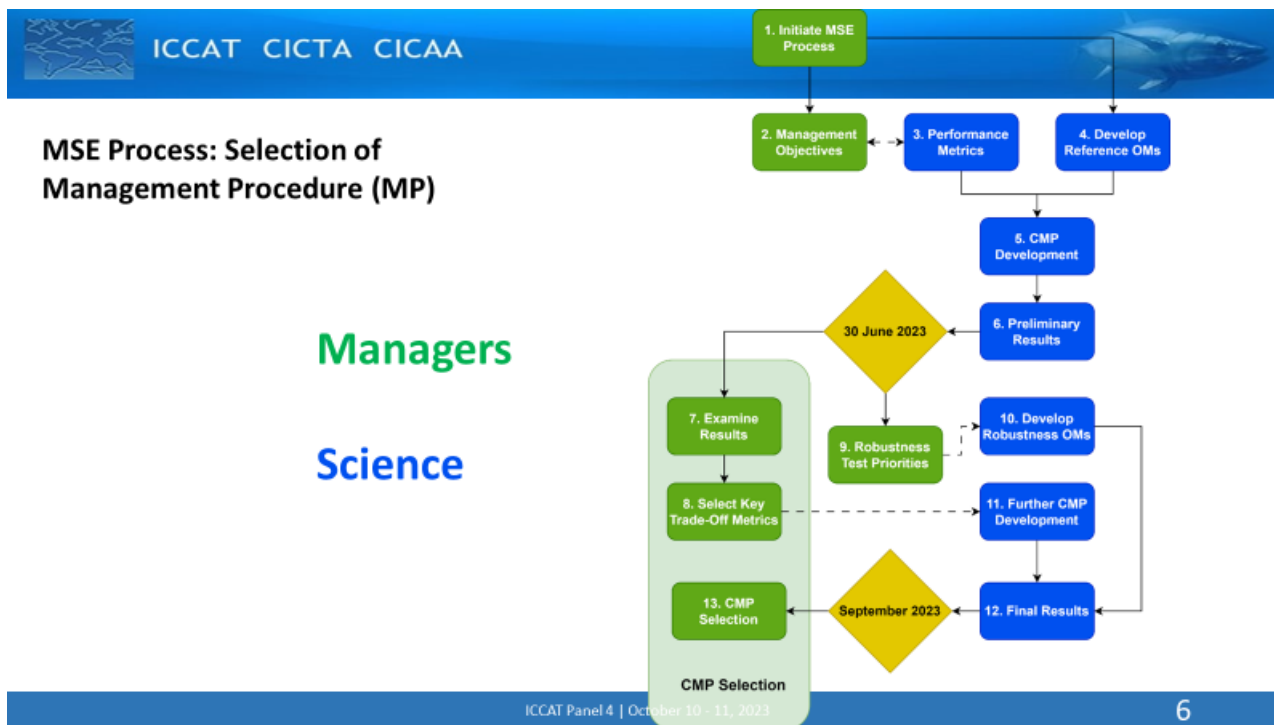 ICCAT CICTA CICAA
MSE Process: Selection of
Management Procedure (MP)
Managers
Science
1. Initiate MSE
Process
2. Management
Objectives
3. Performance
Metrics
4. Develop
Reference OMs
5. CMP
Development
6. Preliminary
Results
30 June 2023
7. Examine
Results
8. Select Key
Trade-Off Metrics
9. Robustness
Test Priorities
10. Develop
Robustness OMs
11. Further CMP
Development
12. Final Results
September 2023
13. CMP
Selection
CMP Selection
ICCAT Panel 4 | October 10 - 11, 2023
6